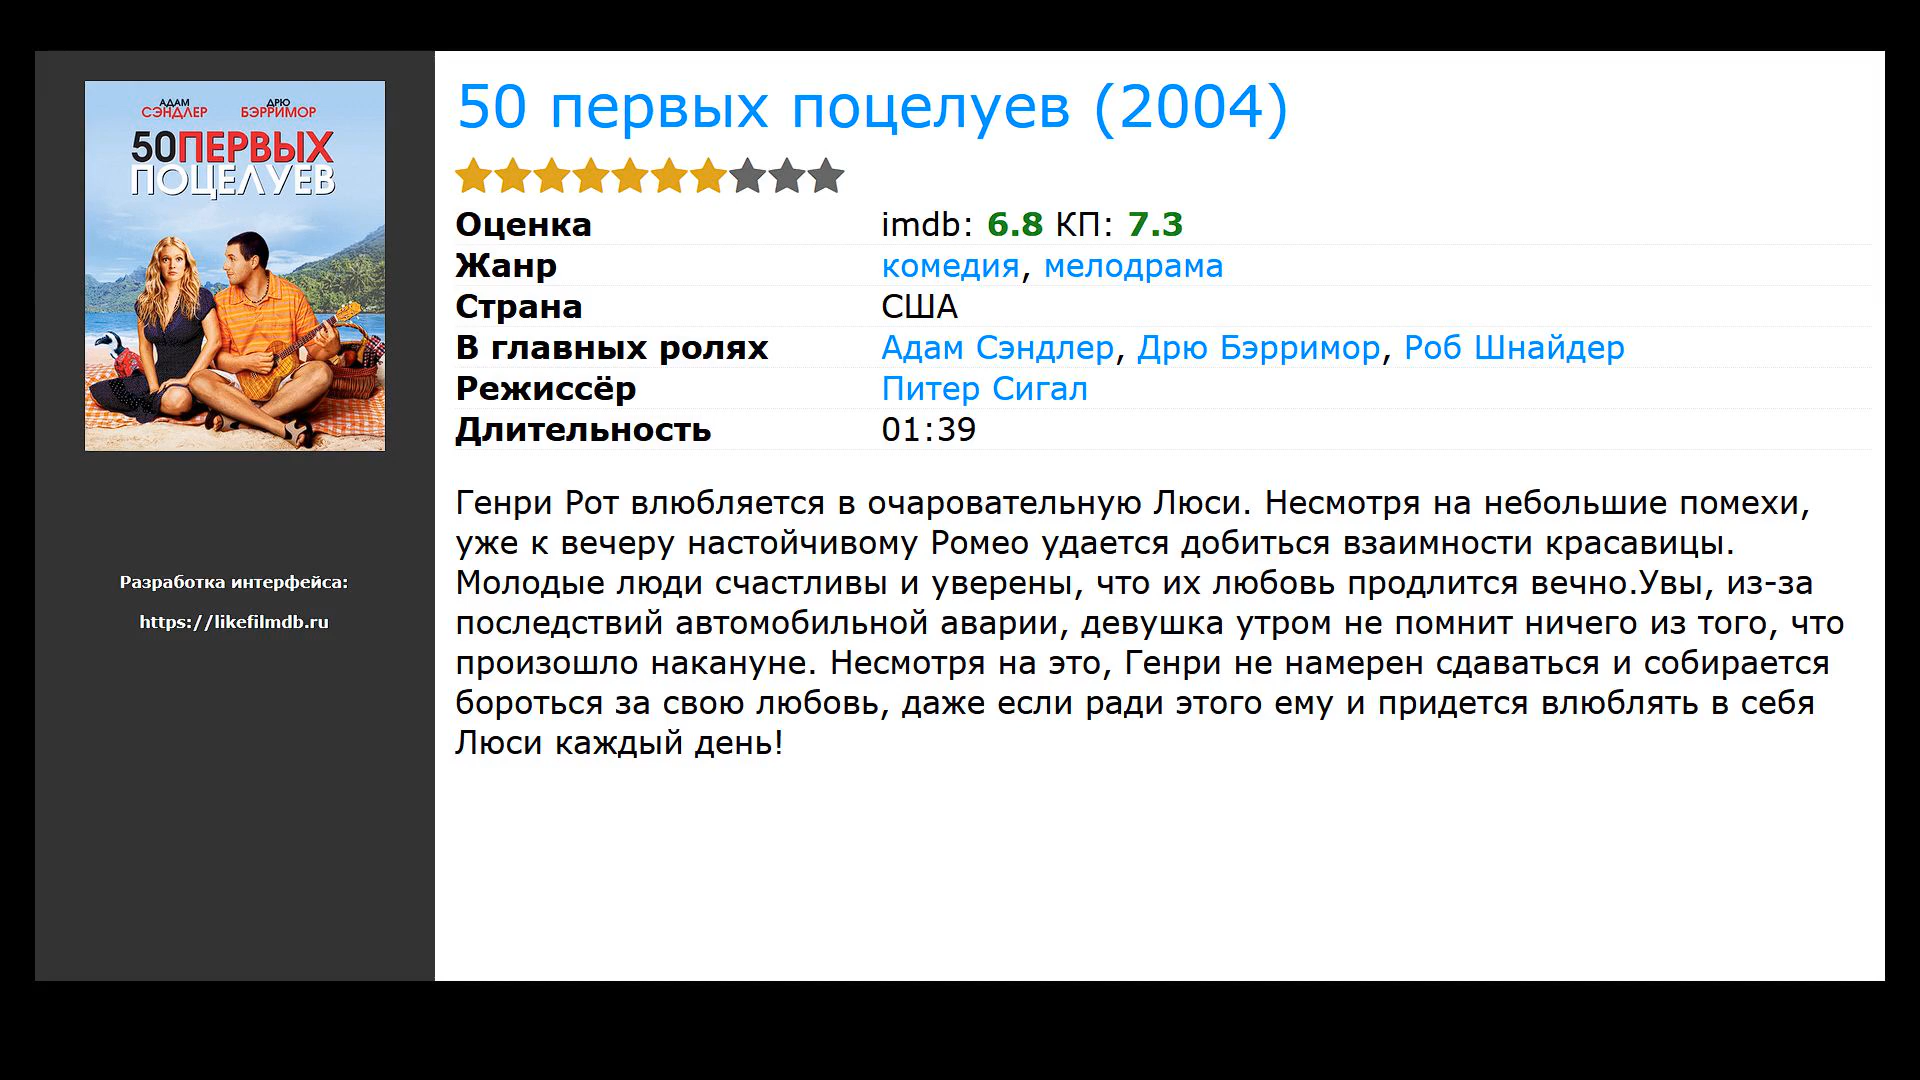 АДАМ
СЭНДЛЕР
ДРЮ
БЭРРИМОР
50ПЕРВЫХ
ПОЦЕЛУЕВ
Разработка интерфейса:
https://likefilmdb.ru
50 первых поцелуев (2004)
Оценка imdb: 6.8 КП: 7.3
Жанр комедия, мелодрама
Страна США
В главных ролях Адам Сэндлер, Дрю Бэрримор, Роб Шнайдер
Режиссёр Питер Сигал
Длительность 01:39
Генри Рот влюбляется в очаровательную Люси. Несмотря на небольшие помехи,
уже к вечеру настойчивому Ромео удается добиться взаимности красавицы.
Молодые люди счастливы и уверены, что их любовь продлится вечно.Увы, из-за
последствий автомобильной аварии, девушка утром не помнит ничего из того, что
произошло накануне. Несмотря на это, Генри не намерен сдаваться и собирается
бороться за свою любовь, даже если ради этого ему и придется влюблять в себя
Люси каждый день!